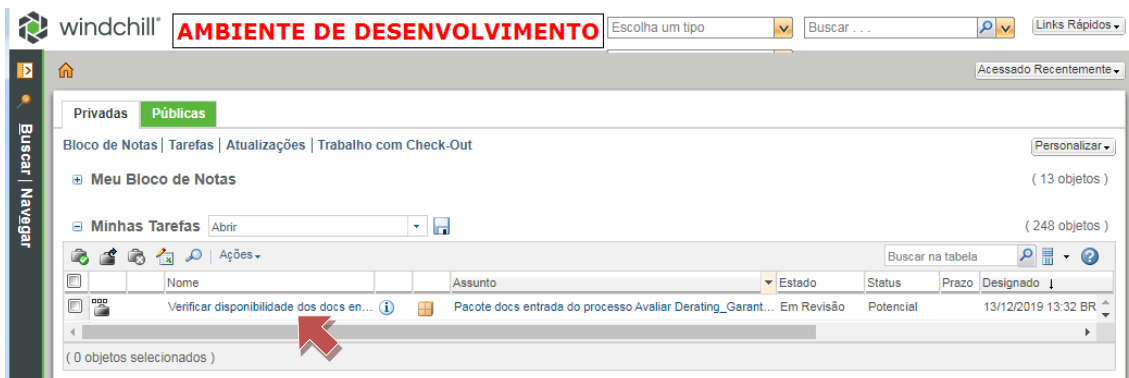 windchill® AMBIENTE DE DESENVOLVIMENTO Escolha um tipo Buscar . . . Links Rápidos
Acessado Recentemente
Buscar | Navegar
Privadas Públicas
Bloco de Notas | Tarefas | Atualizações | Trabalho com Check-Out Personalizar
Meu Bloco de Notas ( 13 objetos )
Minhas Tarefas Abrir ( 248 objetos )
Ações Buscar na tabela
Nome Assunto Estado Status Prazo Designado
Verificar disponibilidade dos docs en... Pacote docs entrada do processo Avaliar Derating_Garant... Em Revisão Potencial 13/12/2019 13:32 BR
( 0 objetos selecionados )